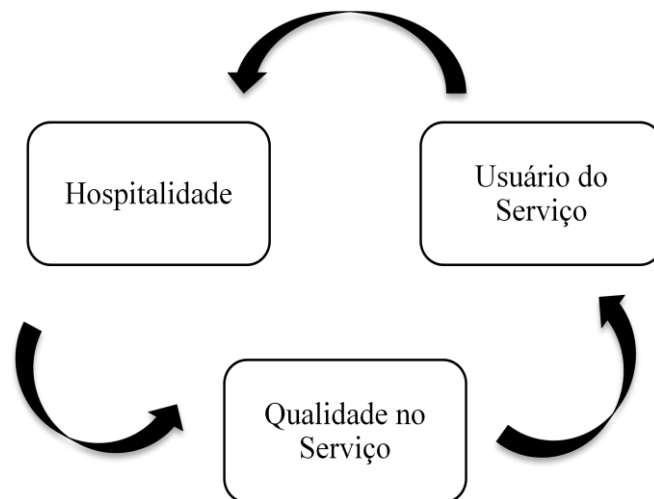 Hospitalidade
Usuário do
Serviço
Qualidade no
Serviço